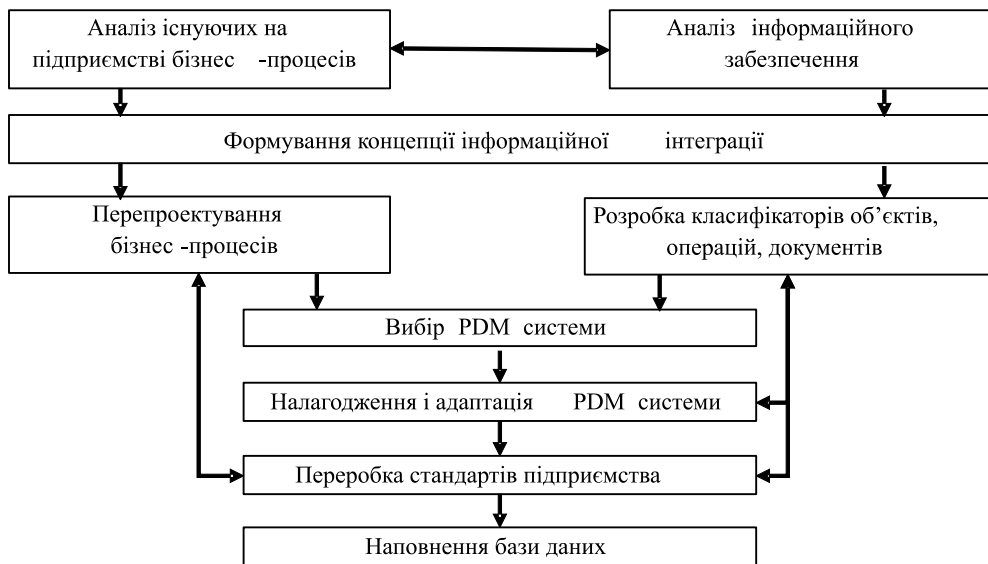 Аналіз існуючих на
підприємстві бізнес -процесів
Аналіз інформаційного
забезпечення
Формування концепції інформаційної інтеграції
Перепроектування
бізнес -процесів
Розробка класифікаторів об’єктів,
операцій, документів
Вибір PDM системи
Налагодження і адаптація PDM системи
Переробка стандартів підприємства
Наповнення бази даних